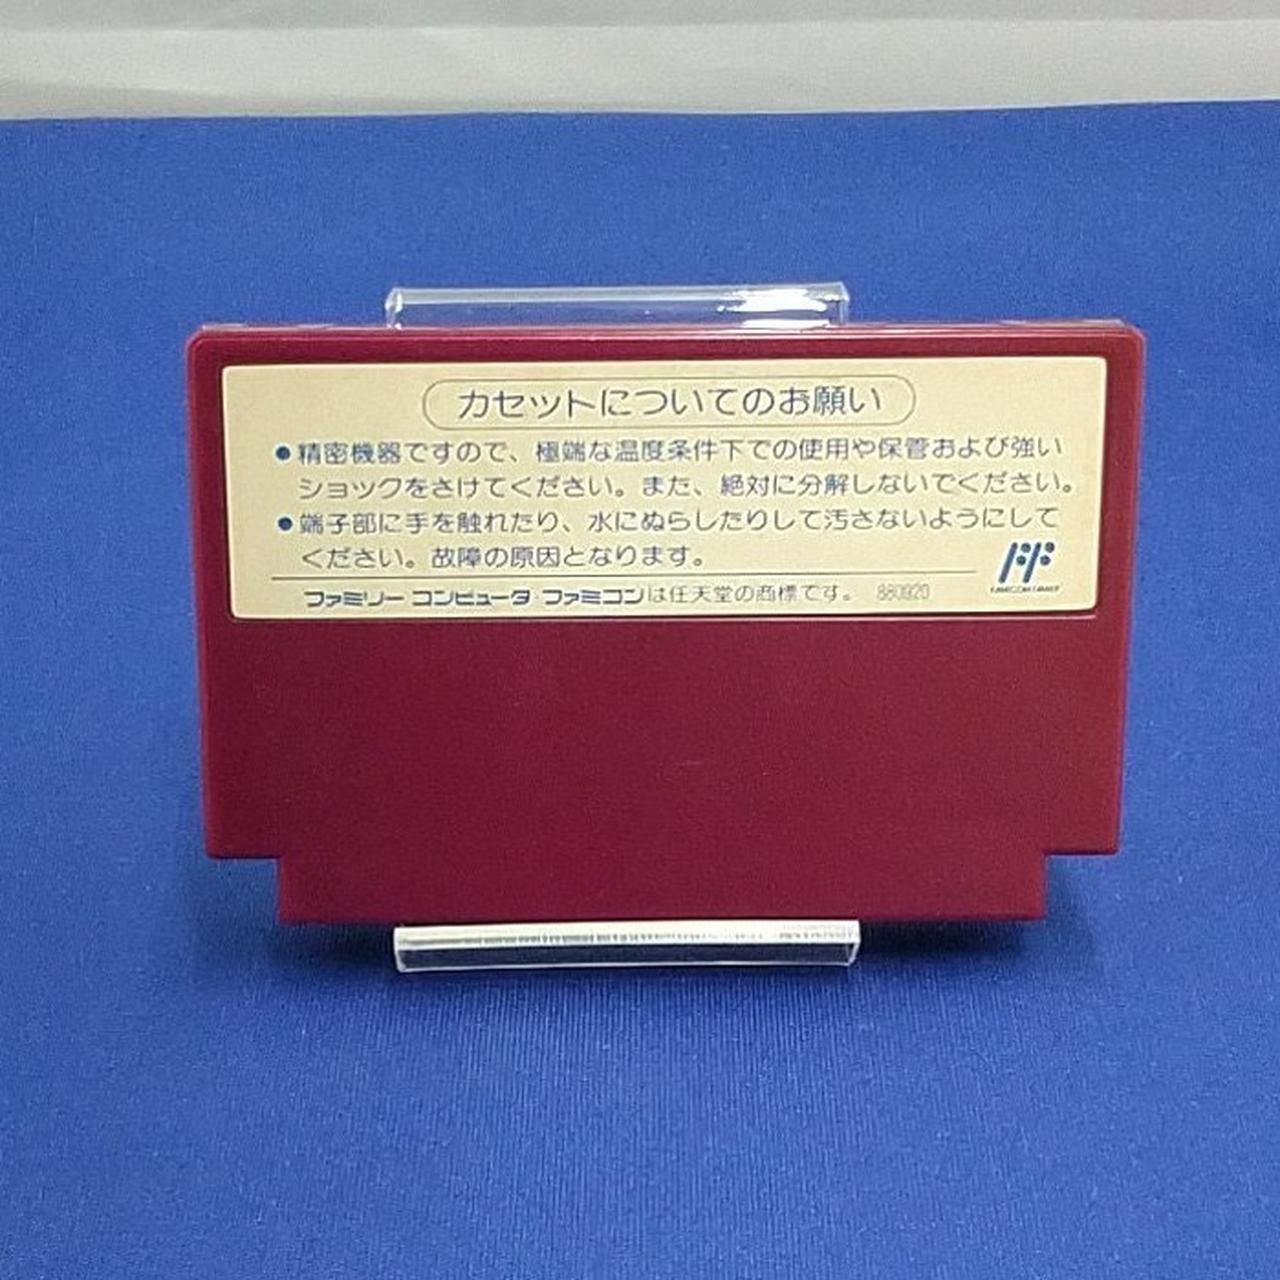 カセットについてのお願い
●精密機器ですので、極端な温度条件下での使用や保管および強い
ショックをさけてください。また、絶対に分解しないでください。
●端子部に手を触れたり、水にぬらしたりして汚さないようにして
ください。故障の原因となります。
ファミリー コンピュータ ファミコンは任天堂の商標です。 880920
FAMICOM FAMILY